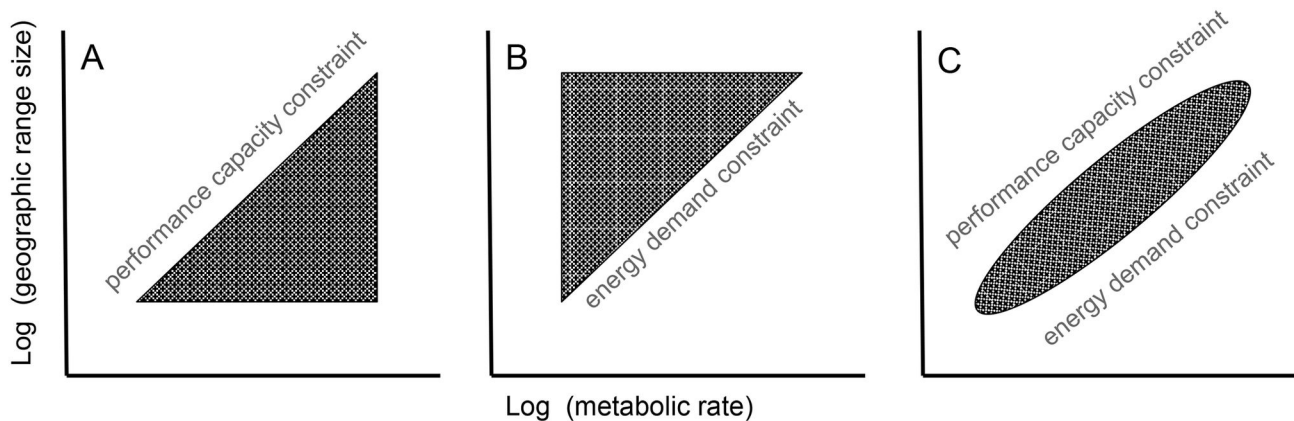 Log (geographic range size)
A
performance capacity constraint
B
energy demand constraint
C
performance capacity constraint
energy demand constraint
Log (metabolic rate)